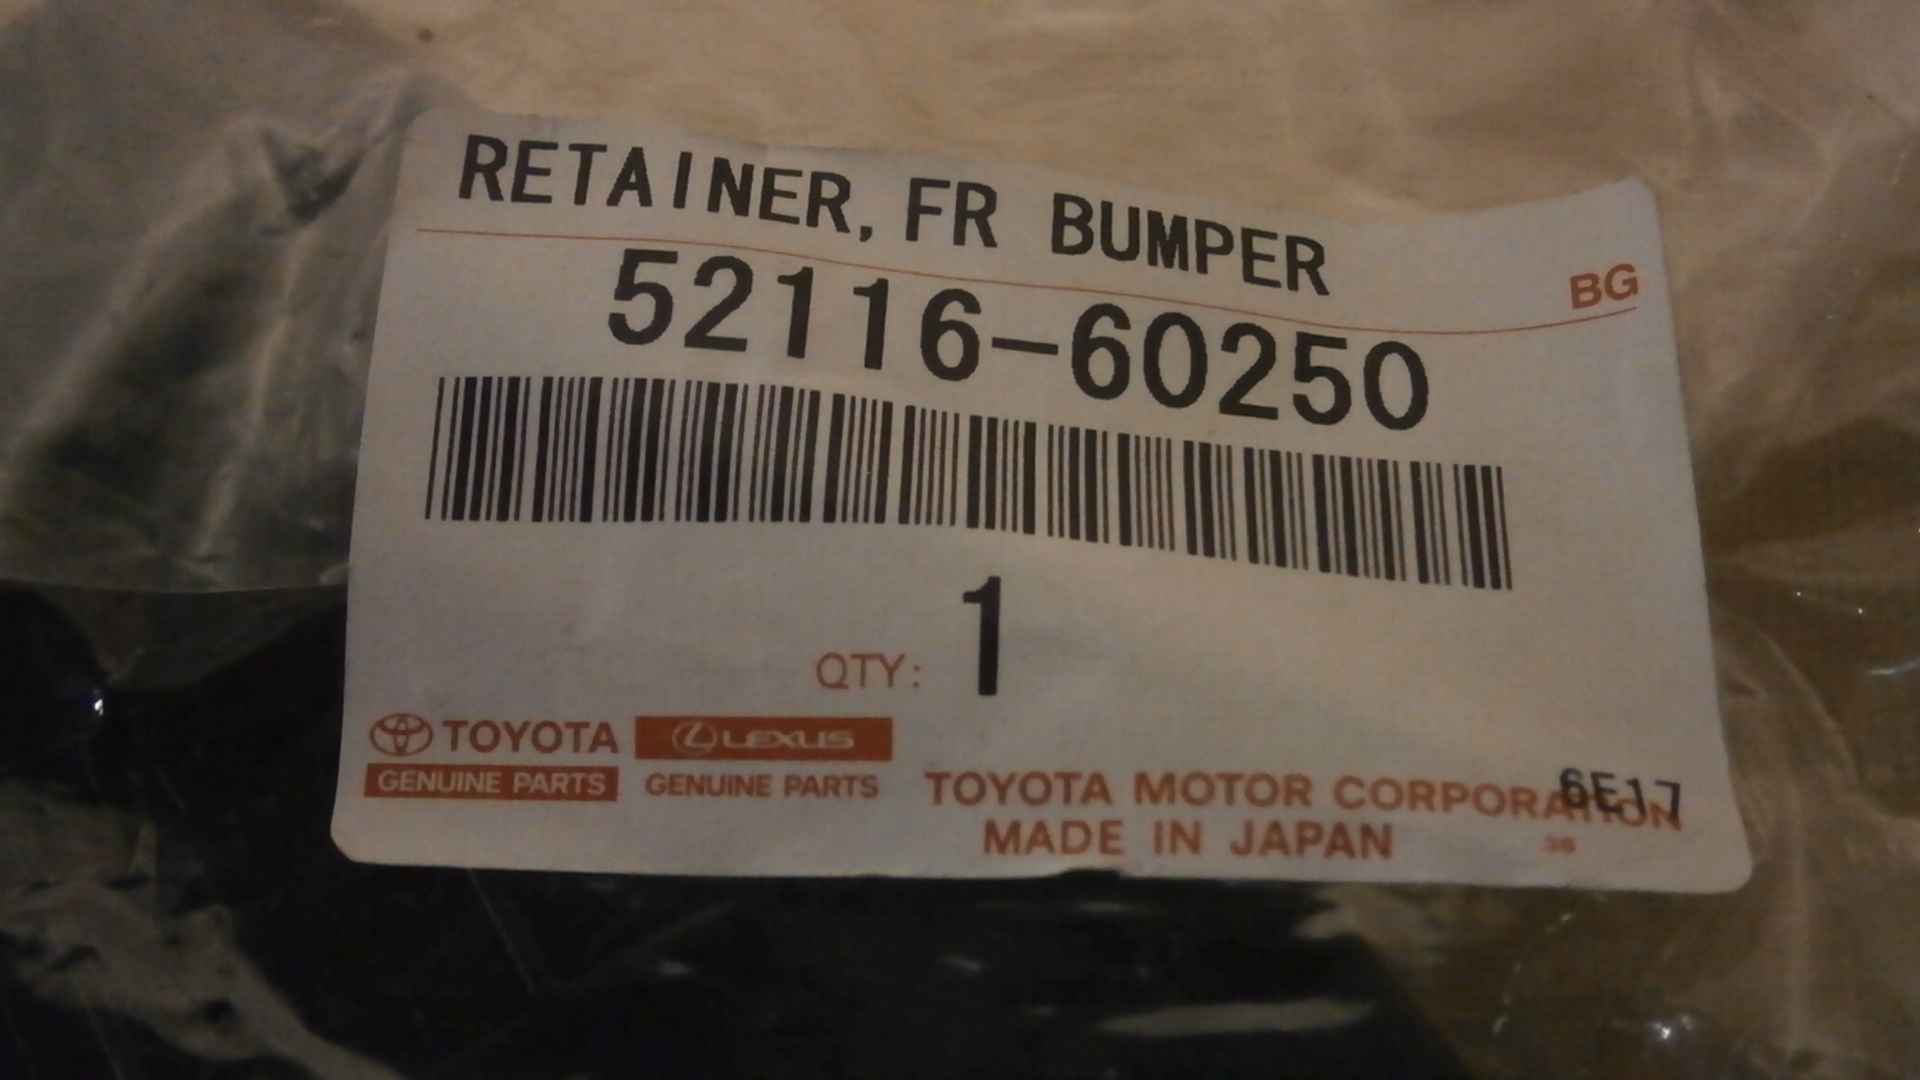 RETAINER, FR BUMPER
BG
52116-60250
1
QTY:
TOYOTA
LEXUS
GENUINE PARTS
GENUINE PARTS
TOYOTA MOTOR CORPORATION
6E17
MADE IN JAPAN
36